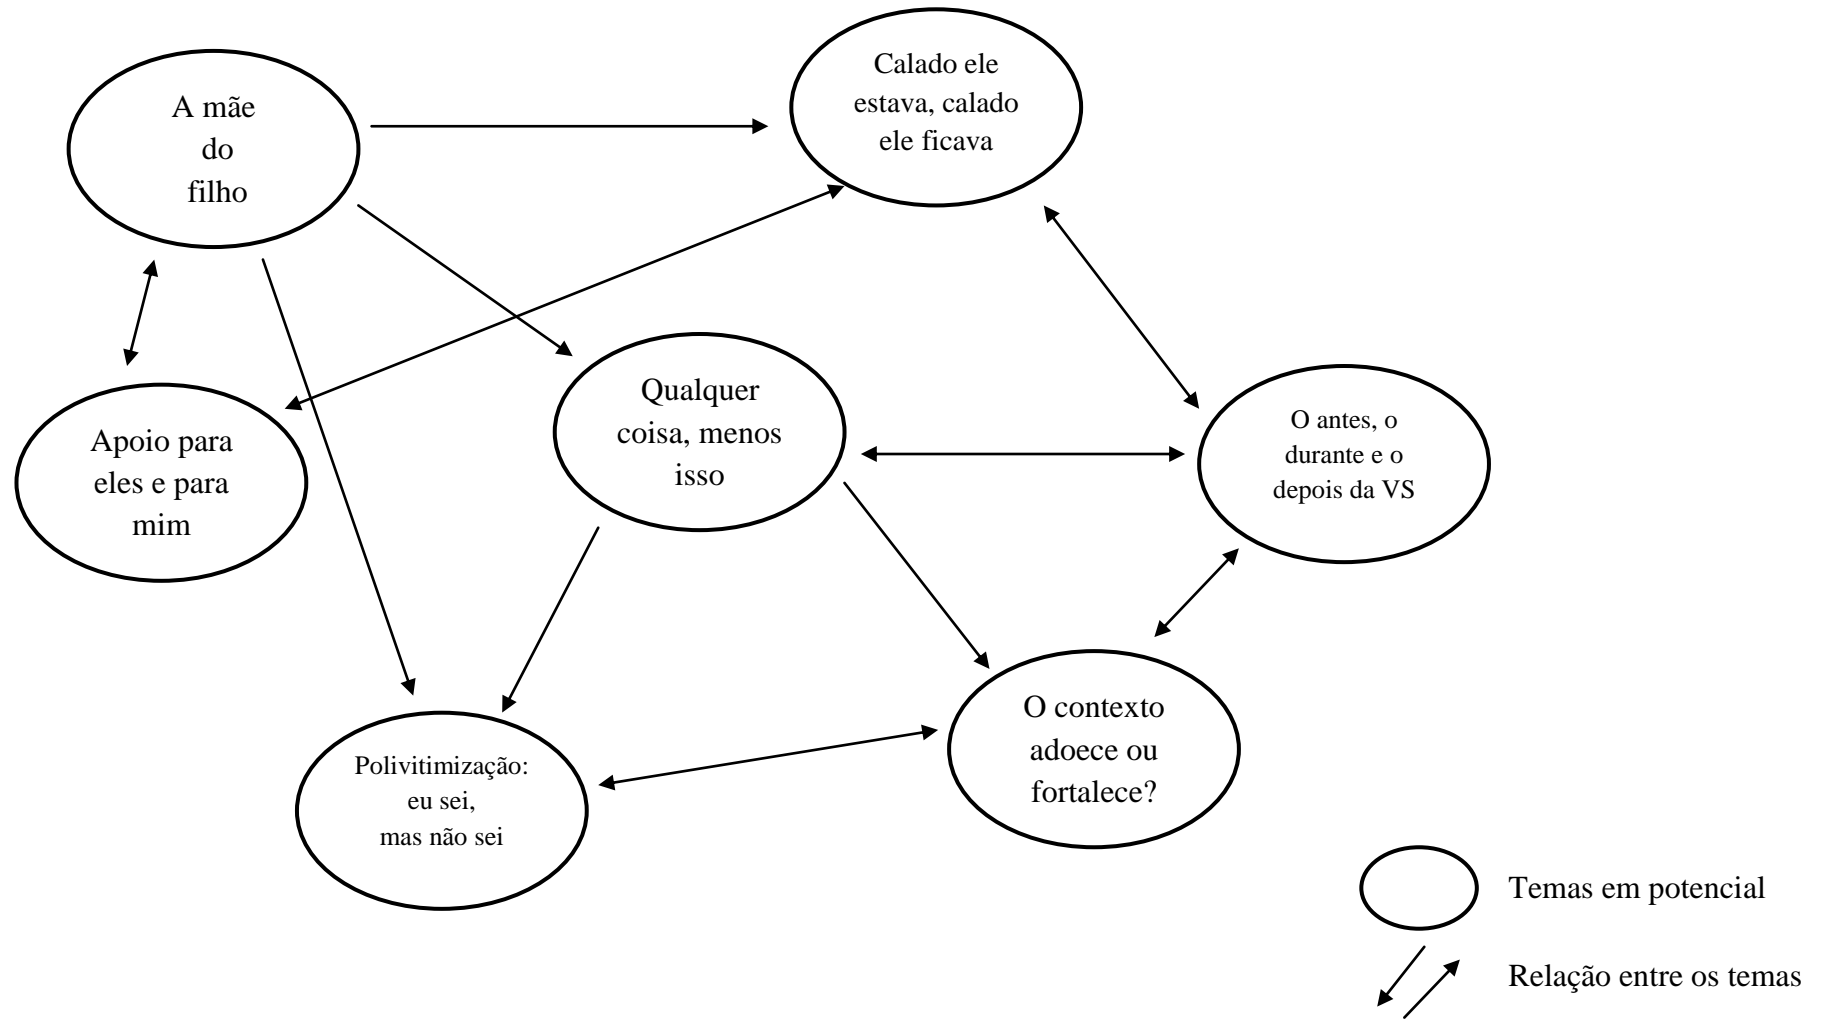 A mãe
do
filho
Calado ele
estava, calado
ele ficava
Apoio para
eles e para
mim
Qualquer
coisa, menos
isso
O antes, o
durante e o
depois da VS
Polivitimização:
eu sei,
mas não sei
O contexto
adoece ou
fortalece?
Temas em potencial
Relação entre os temas